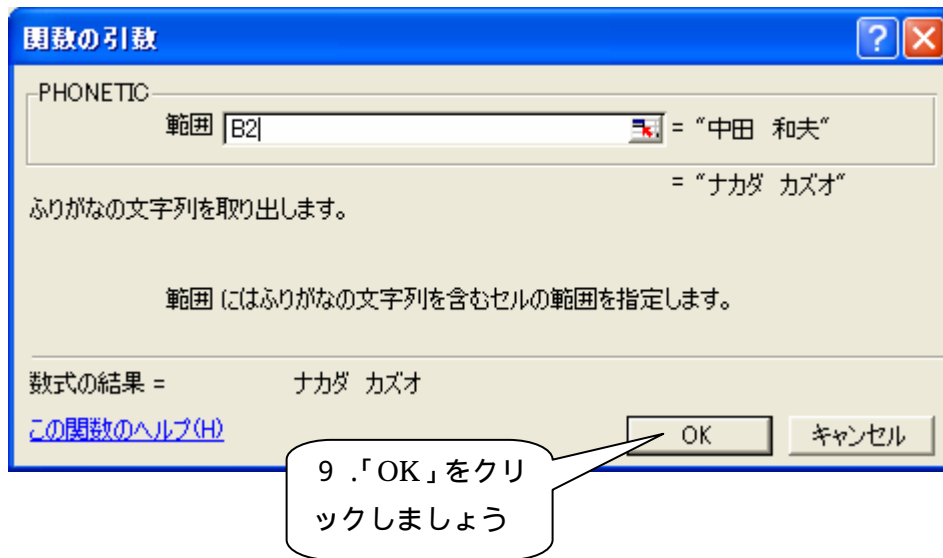 関数の引数
PHONETIC
範囲 B2 = "中田 和夫"
= "ナカダ カズオ"
ふりがなの文字列を取り出します。
範囲 にはふりがなの文字列を含むセルの範囲を指定します。
数式の結果 = ナカダ カズオ
この関数のヘルプ(H)
OK キャンセル
9 .「OK」をクリ
ックしましょう